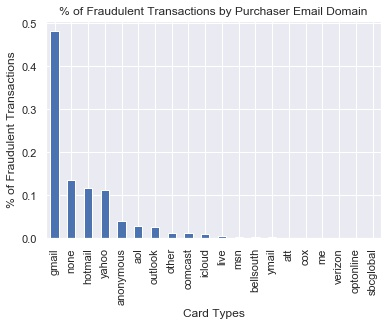 % of Fraudulent Transactions by Purchaser Email Domain
% of Fraudulent Transactions
0.5
0.4
0.3
0.2
0.1
0.0
gmail
none
hotmail
yahoo
anonymous
aol
outlook
other
comcast
icloud
live
msn
bellsouth
ymail
att
cox
me
verizon
optonline
sbcglobal
Card Types